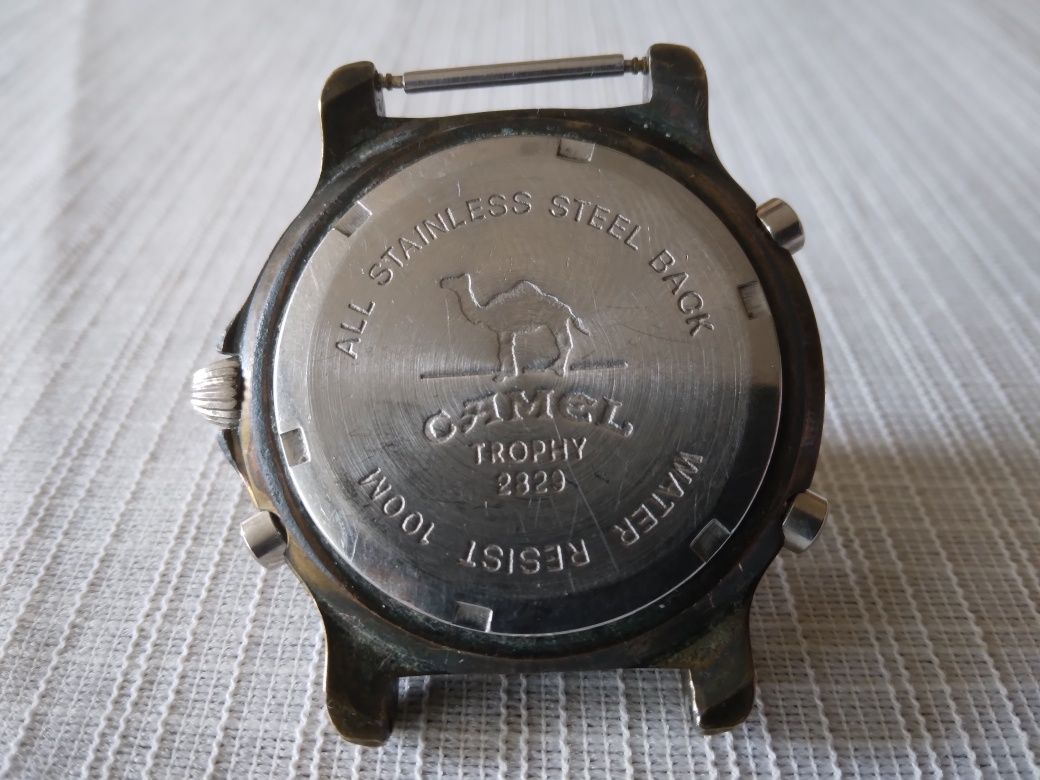 ALL STAINLESS STEEL BACK
CAMEL
TROPHY
2329
WATER RESIST 100M